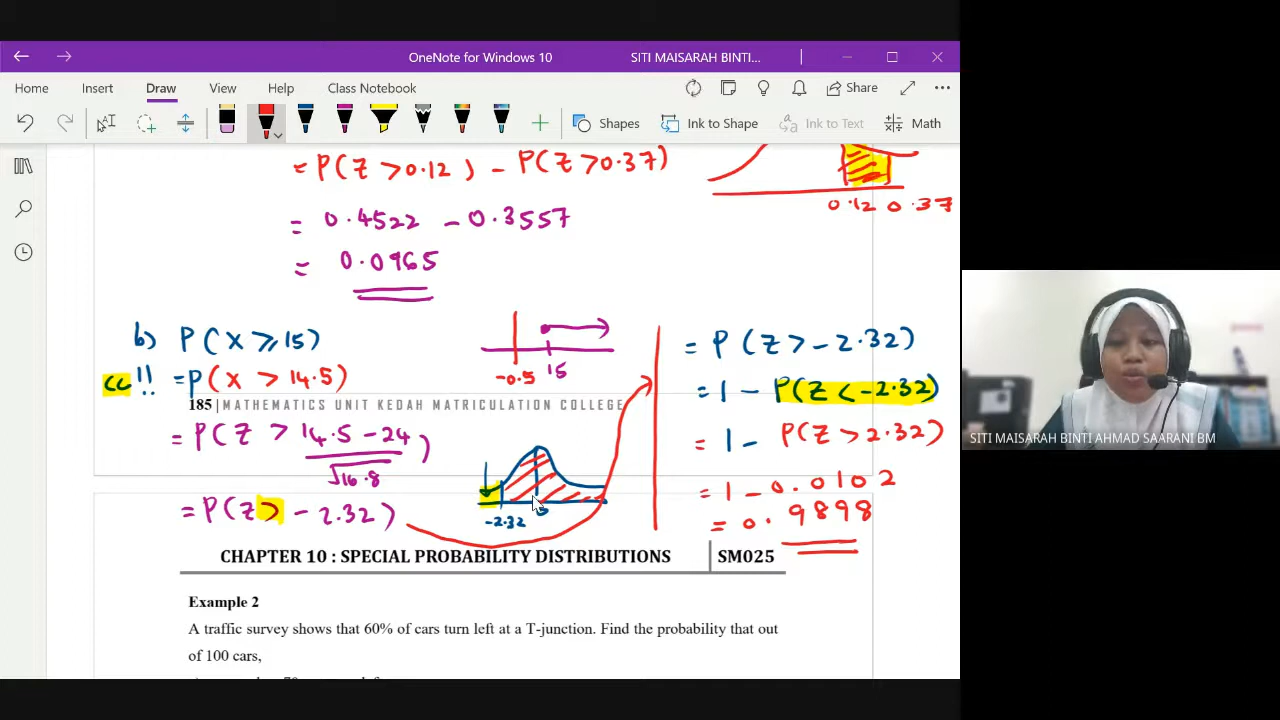 OneNote for Windows 10
SITI MAISARAH BINTI...
Home Insert Draw View Help Class Notebook Share
Shapes Ink to Shape Ink to Text Math
= P(Z > 0.12) - P(Z > 0.37)
= 0.4522 - 0.3557
= 0.0965
0.12 0.37
b) P(X ≥ 15)
cc !! = P(X > 14.5)
-0.5 15
185 | MATHEMATICS UNIT KEDAH MATRICULATION COLLEGE
= P(Z > 14.5 - 24 / √16.8)
= P(Z > -2.32)
-2.32 0
= P(Z > -2.32)
= 1 - P(Z < -2.32)
= 1 - P(Z > 2.32)
= 1 - 0.0102
= 0.9898
SITI MAISARAH BINTI AHMAD SAARANI BM
CHAPTER 10 : SPECIAL PROBABILITY DISTRIBUTIONS SM025
Example 2
A traffic survey shows that 60% of cars turn left at a T-junction. Find the probability that out
of 100 cars,